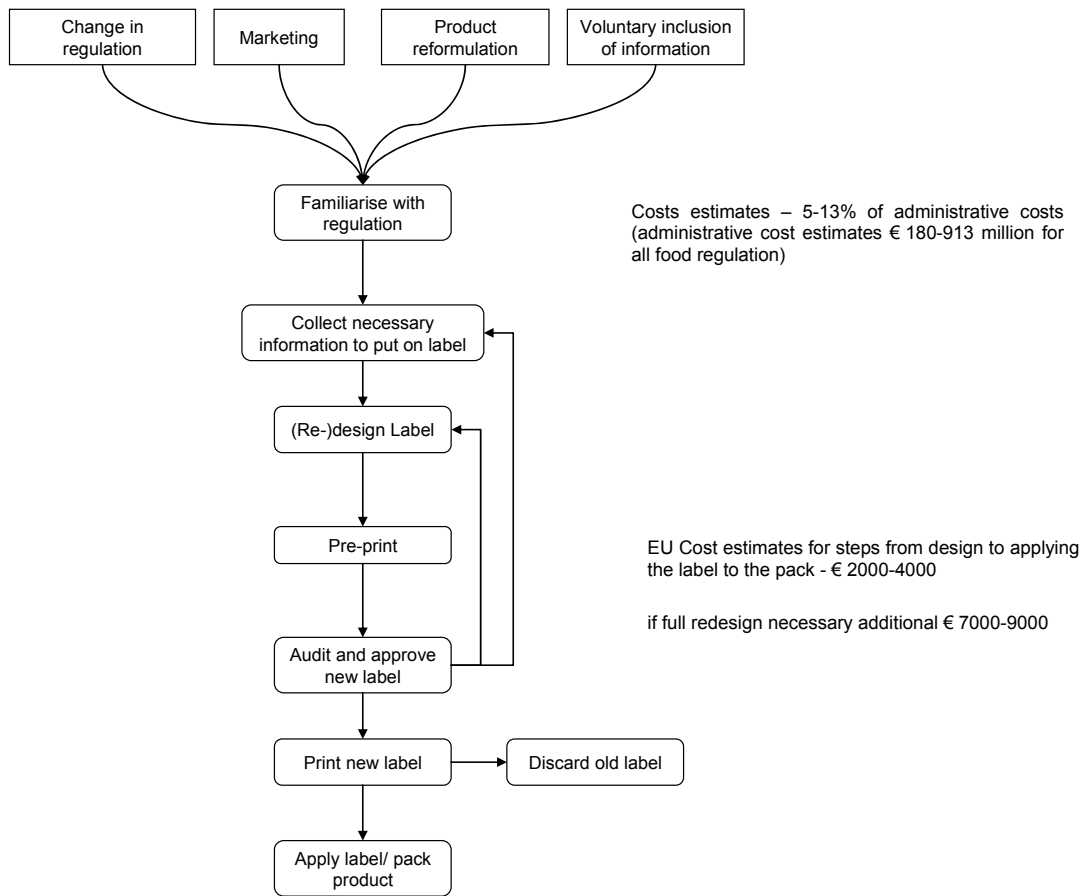 Change in
regulation
Marketing
Product
reformulation
Voluntary inclusion
of information
Familiarise with
regulation
Costs estimates – 5-13% of administrative costs
(administrative cost estimates € 180-913 million for
all food regulation)
Collect necessary
information to put on label
(Re-)design Label
Pre-print
EU Cost estimates for steps from design to applying
the label to the pack - € 2000-4000
if full redesign necessary additional € 7000-9000
Audit and approve
new label
Print new label
Discard old label
Apply label/ pack
product